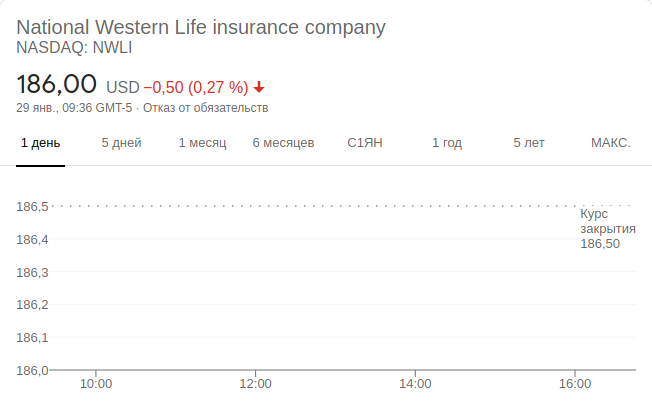 National Western Life insurance company
NASDAQ: NWLI
186,00 USD −0,50 (0,27 %)
29 янв., 09:36 GMT-5 · Отказ от обязательств
1 день 5 дней 1 месяц 6 месяцев С1ЯН 1 год 5 лет МАКС.
186,5
Курс
закрытия
186,4
186,50
186,3
186,2
186,1
186,0
10:00 12:00 14:00 16:00